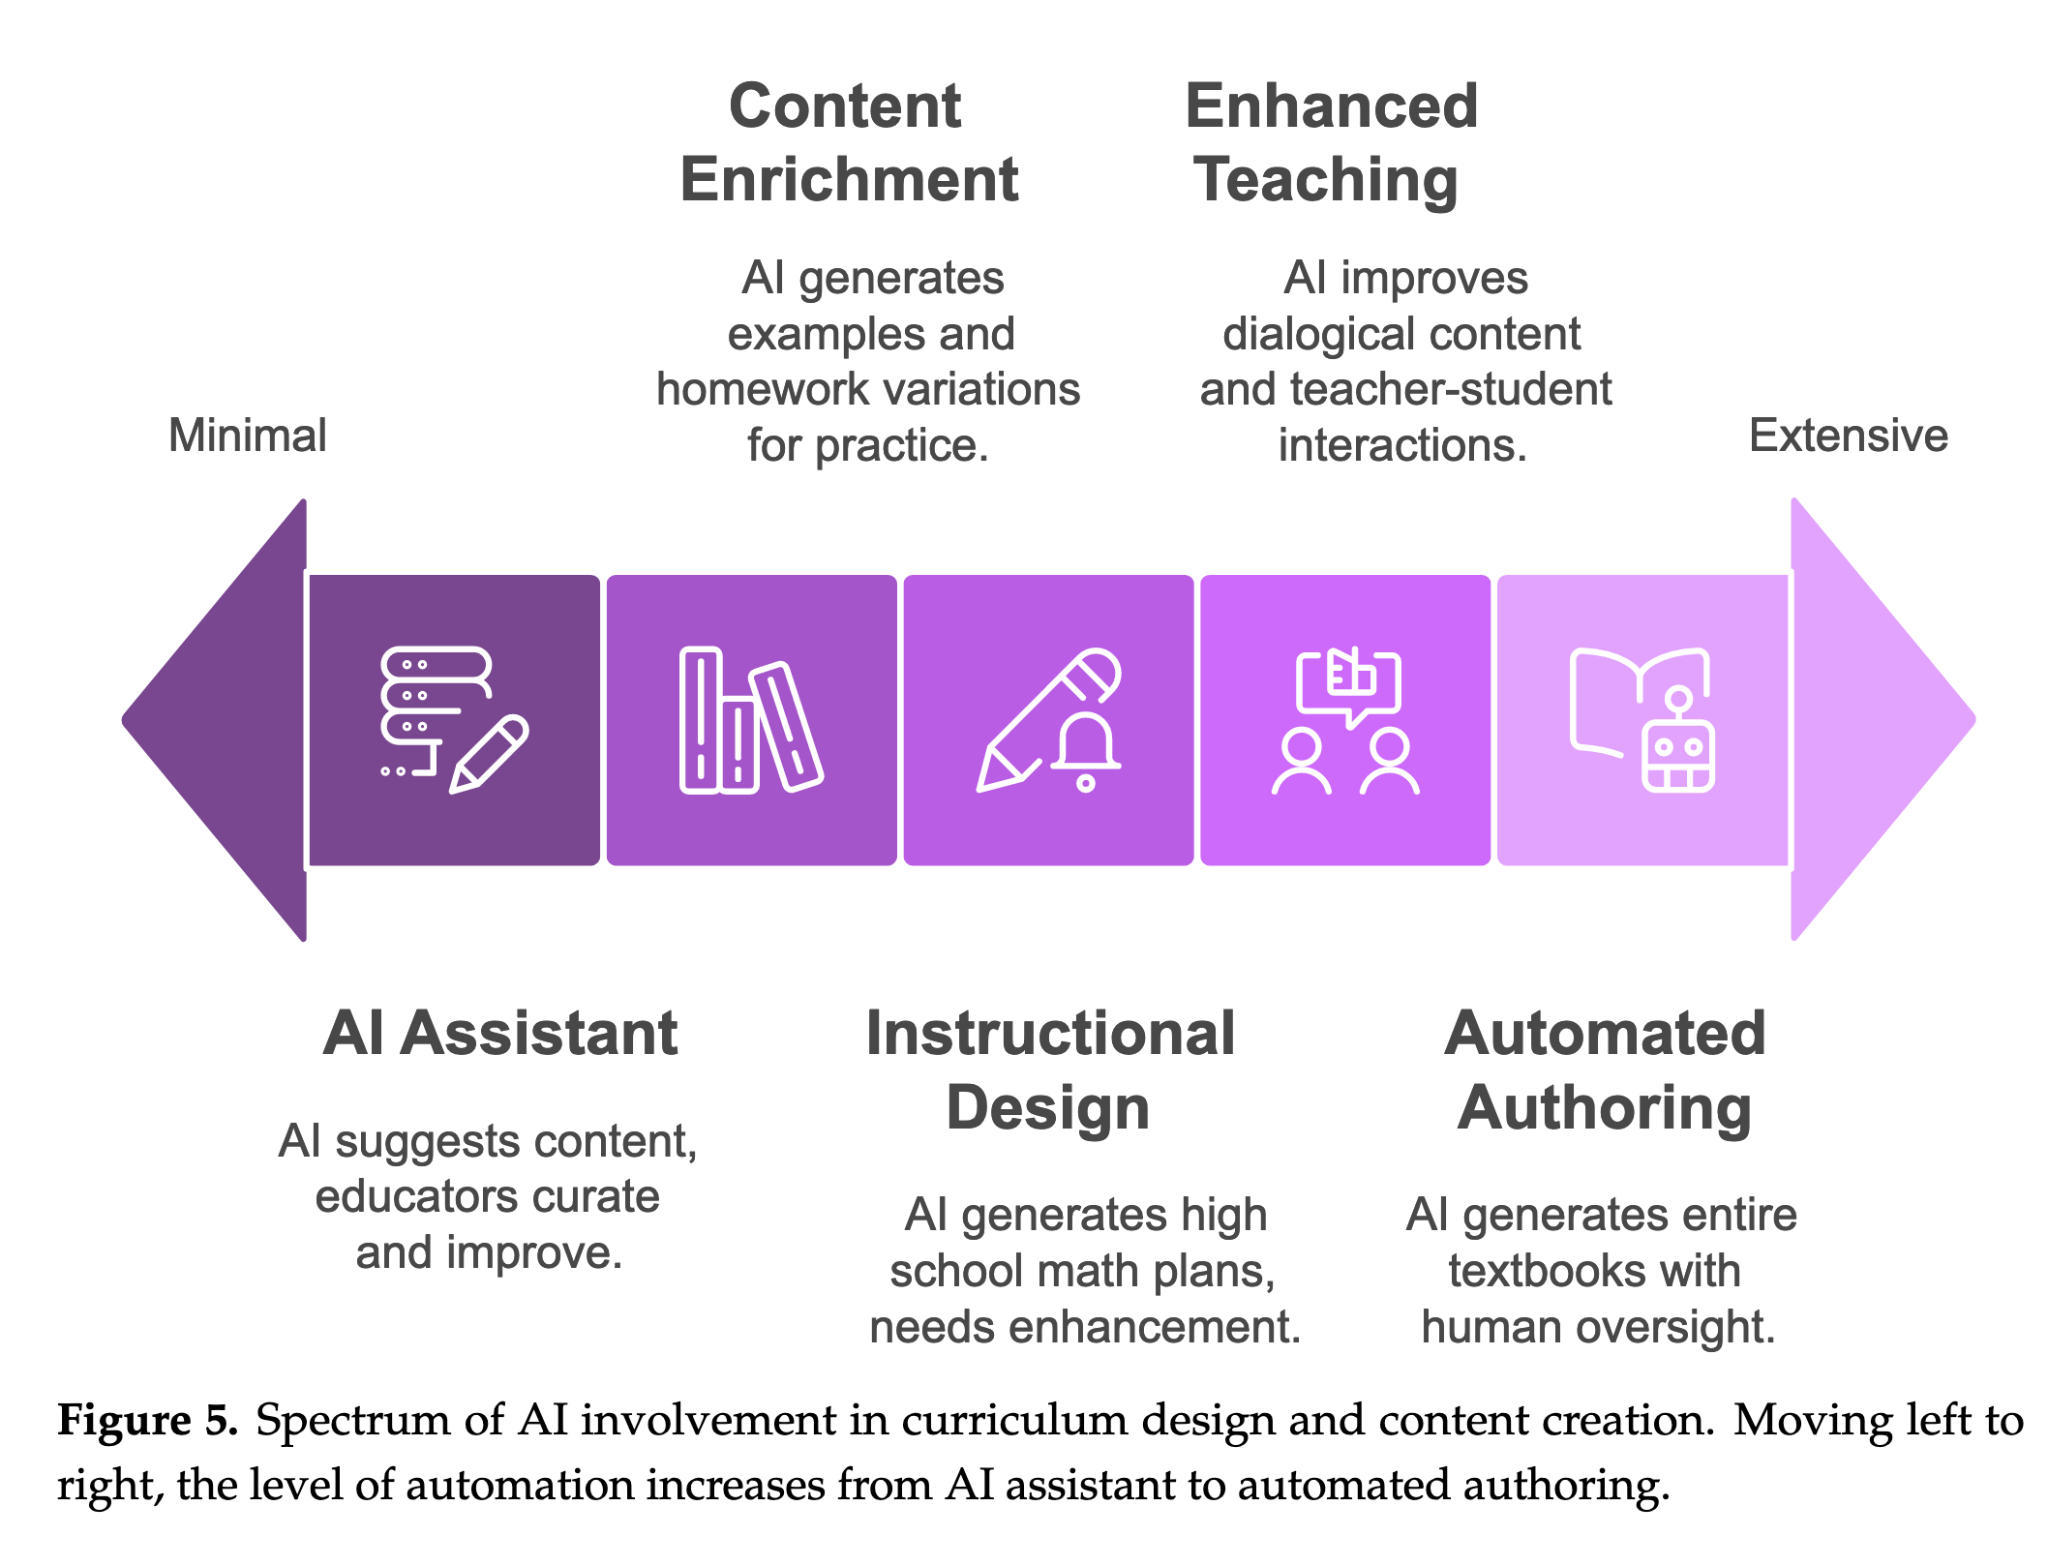 Content
Enrichment
AI generates
examples and
homework variations
for practice.
Enhanced
Teaching
AI improves
dialogical content
and teacher-student
interactions.
Minimal
Extensive
AI Assistant
AI suggests content,
educators curate
and improve.
Instructional
Design
AI generates high
school math plans,
needs enhancement.
Automated
Authoring
AI generates entire
textbooks with
human oversight.
Figure 5. Spectrum of AI involvement in curriculum design and content creation. Moving left to
right, the level of automation increases from AI assistant to automated authoring.